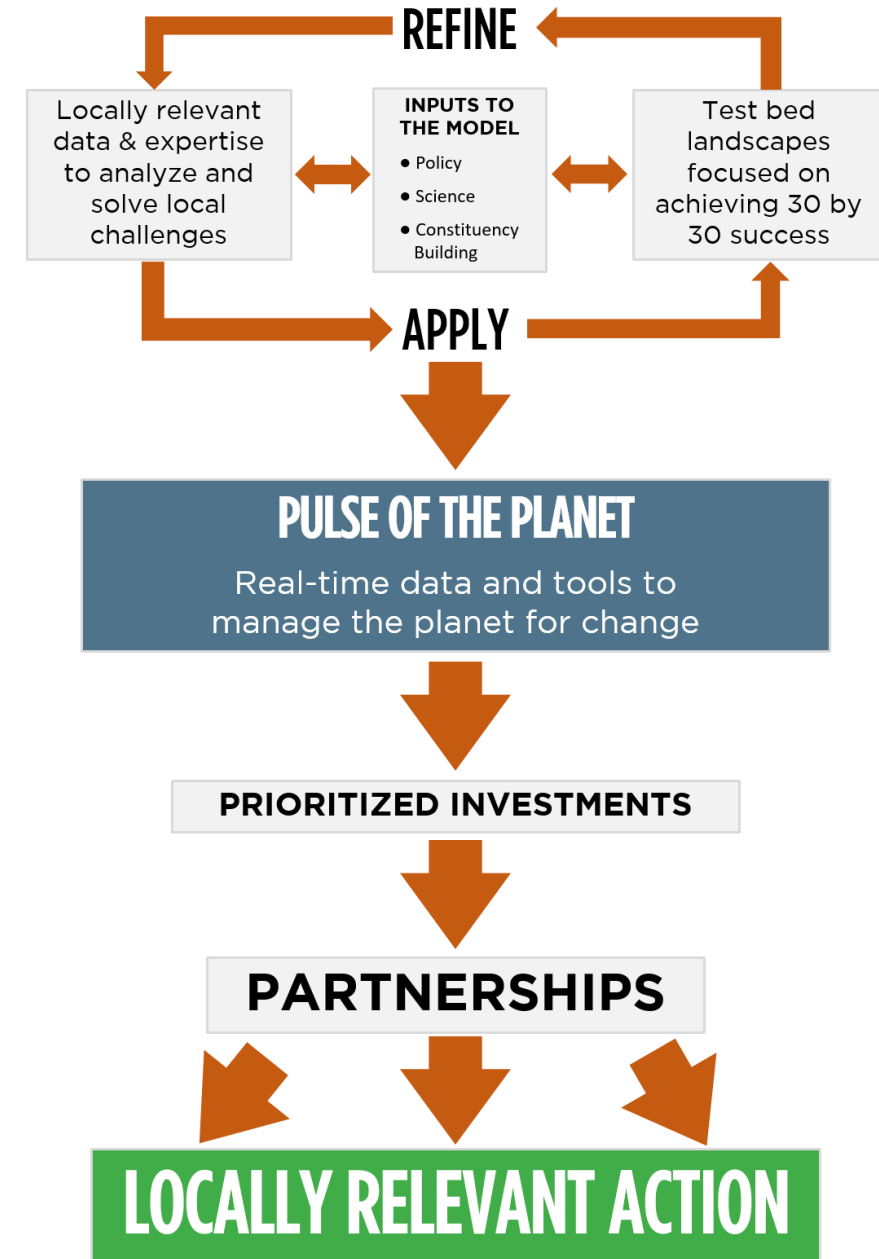 REFINE
Locally relevant
data & expertise
to analyze and
solve local
challenges
INPUTS TO
THE MODEL
● Policy
● Science
● Constituency
Building
Test bed
landscapes
focused on
achieving 30 by
30 success
APPLY
PULSE OF THE PLANET
Real-time data and tools to
manage the planet for change
PRIORITIZED INVESTMENTS
PARTNERSHIPS
LOCALLY RELEVANT ACTION